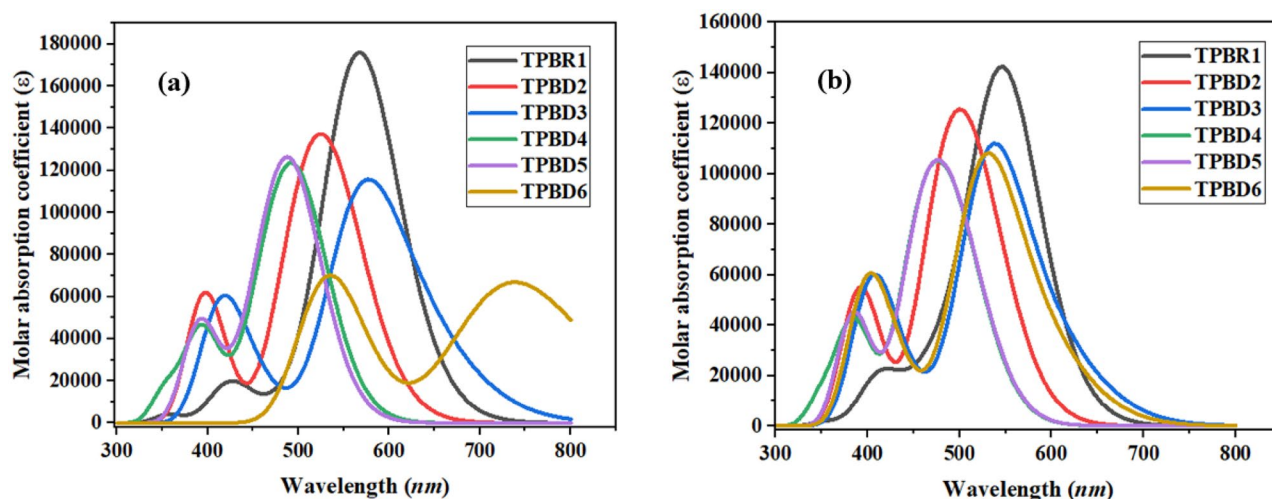 (a)
Molar absorption coefficient (ε)
180000
160000
140000
120000
100000
80000
60000
40000
20000
0
TPBR1
TPBD2
TPBD3
TPBD4
TPBD5
TPBD6
300 400 500 600 700 800
Wavelength (nm)
(b)
Molar absorption coefficient (ε)
160000
140000
120000
100000
80000
60000
40000
20000
0
TPBR1
TPBD2
TPBD3
TPBD4
TPBD5
TPBD6
300 400 500 600 700 800
Wavelength (nm)